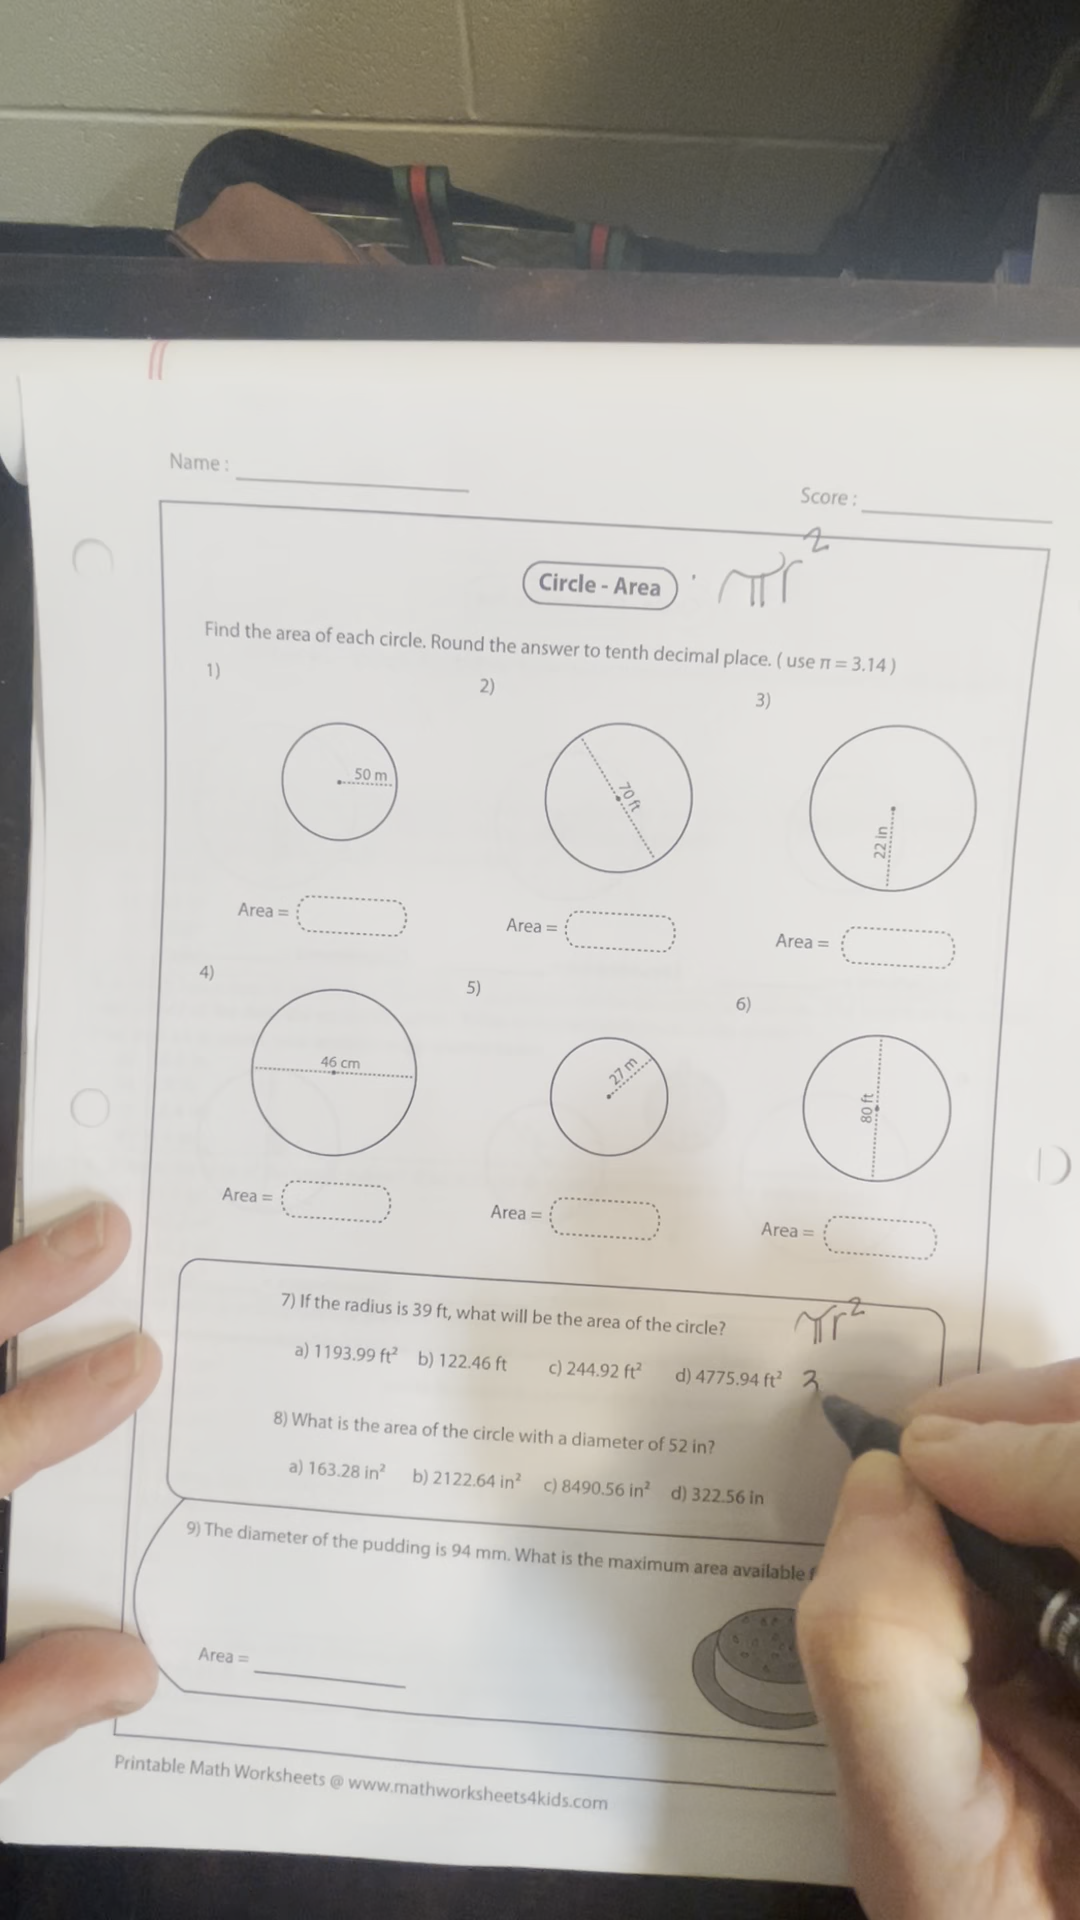 Name :
Score :
Circle - Area πr²
Find the area of each circle. Round the answer to tenth decimal place. ( use π = 3.14 )
1)
2)
3)
50 m
70 ft
22 in
Area =
Area =
Area =
4)
5)
6)
46 cm
27 m
80 ft
Area =
Area =
Area =
7) If the radius is 39 ft, what will be the area of the circle? πr²
a) 1193.99 ft² b) 122.46 ft c) 244.92 ft² d) 4775.94 ft² 3
8) What is the area of the circle with a diameter of 52 in?
a) 163.28 in² b) 2122.64 in² c) 8490.56 in² d) 322.56 in
9) The diameter of the pudding is 94 mm. What is the maximum area available
Area =
Printable Math Worksheets @ www.mathworksheets4kids.com